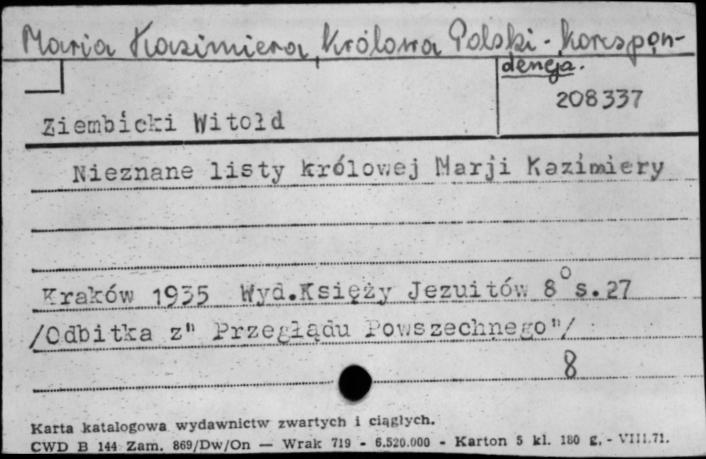 Maria Kazimiera, Królowa Polski - korespon-
dencja.
208337
Ziembicki Witold
Nieznane listy królowej Marji Kazimiery
Kraków 1935 Wyd.Księży Jezuitów 8° s.27
/Odbitka z" Przeglądu Powszechnego"/
8
Karta katalogowa wydawnictw zwartych i ciągłych.
CWD B 144 Zam. 869/Dw/On — Wrak 719 - 6.520.000 - Karton 5 kl. 180 g. - VIII.71.